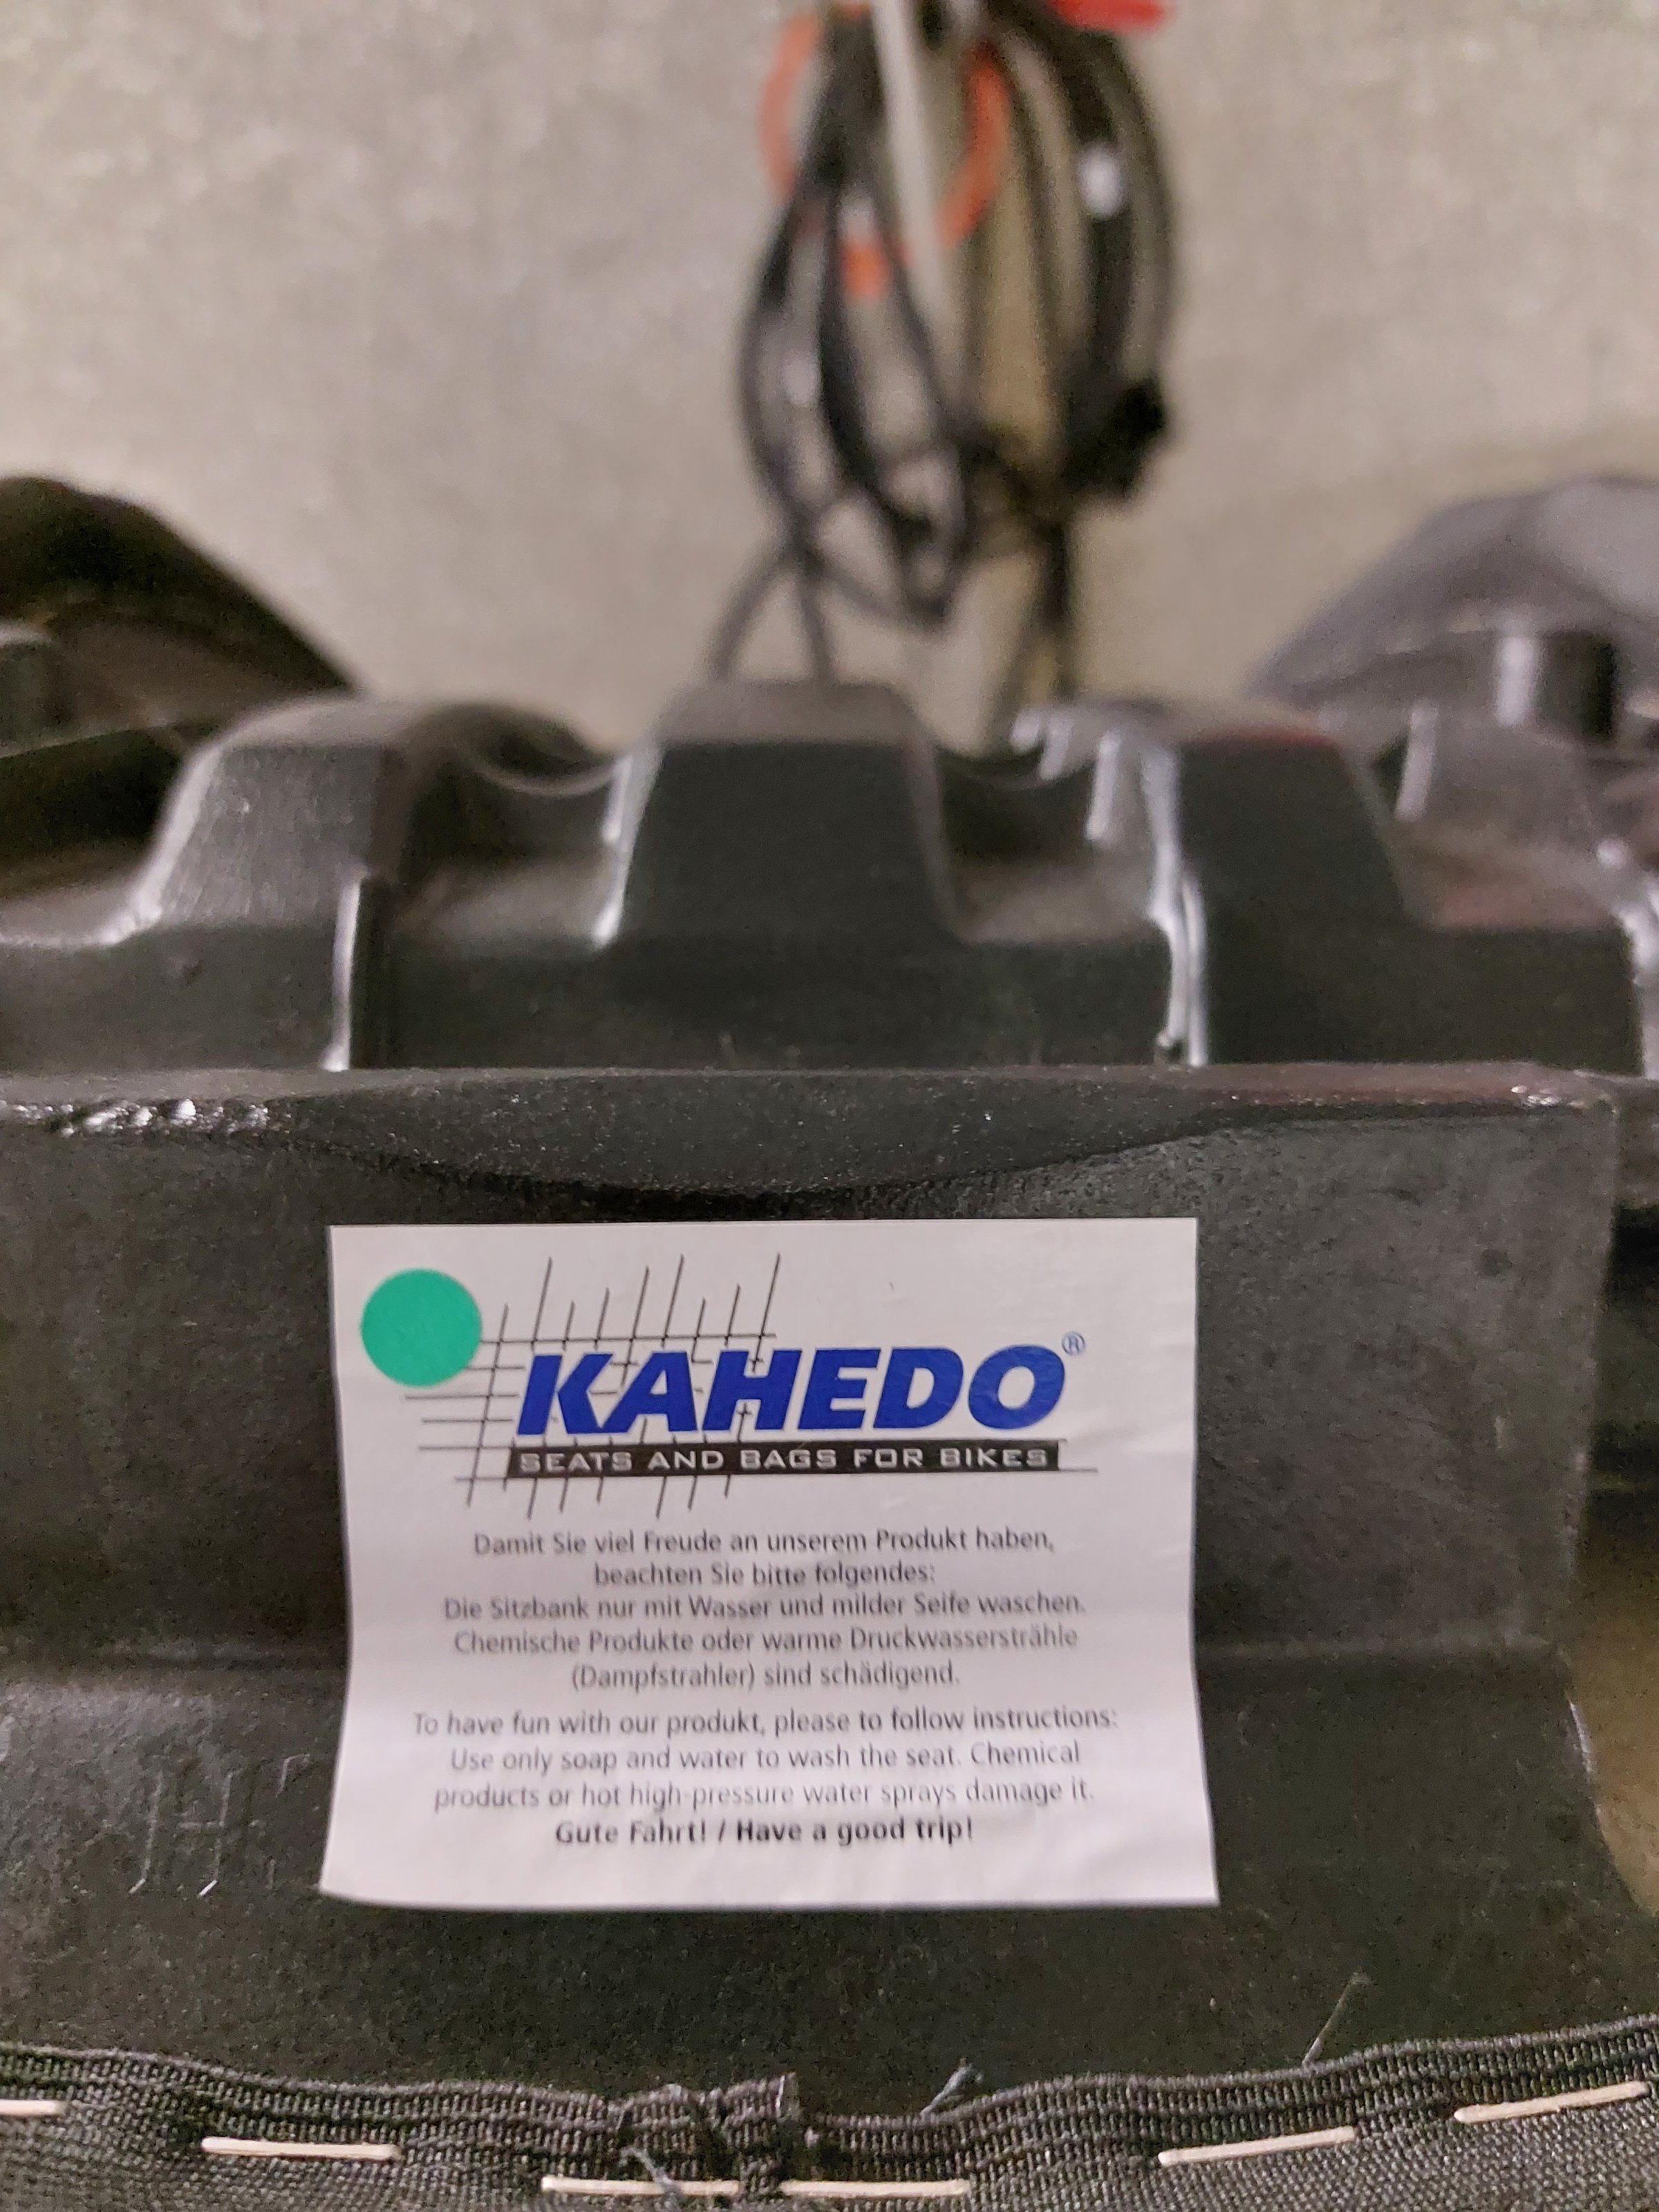 KAHEDO®
SEATS AND BAGS FOR BIKES
Damit Sie viel Freude an unserem Produkt haben,
beachten Sie bitte folgendes:
Die Sitzbank nur mit Wasser und milder Seife waschen.
Chemische Produkte oder warme Druckwassersträhle
(Dampfstrahler) sind schädigend.
To have fun with our produkt, please to follow instructions:
Use only soap and water to wash the seat. Chemical
products or hot high-pressure water sprays damage it.
Gute Fahrt! / Have a good trip!